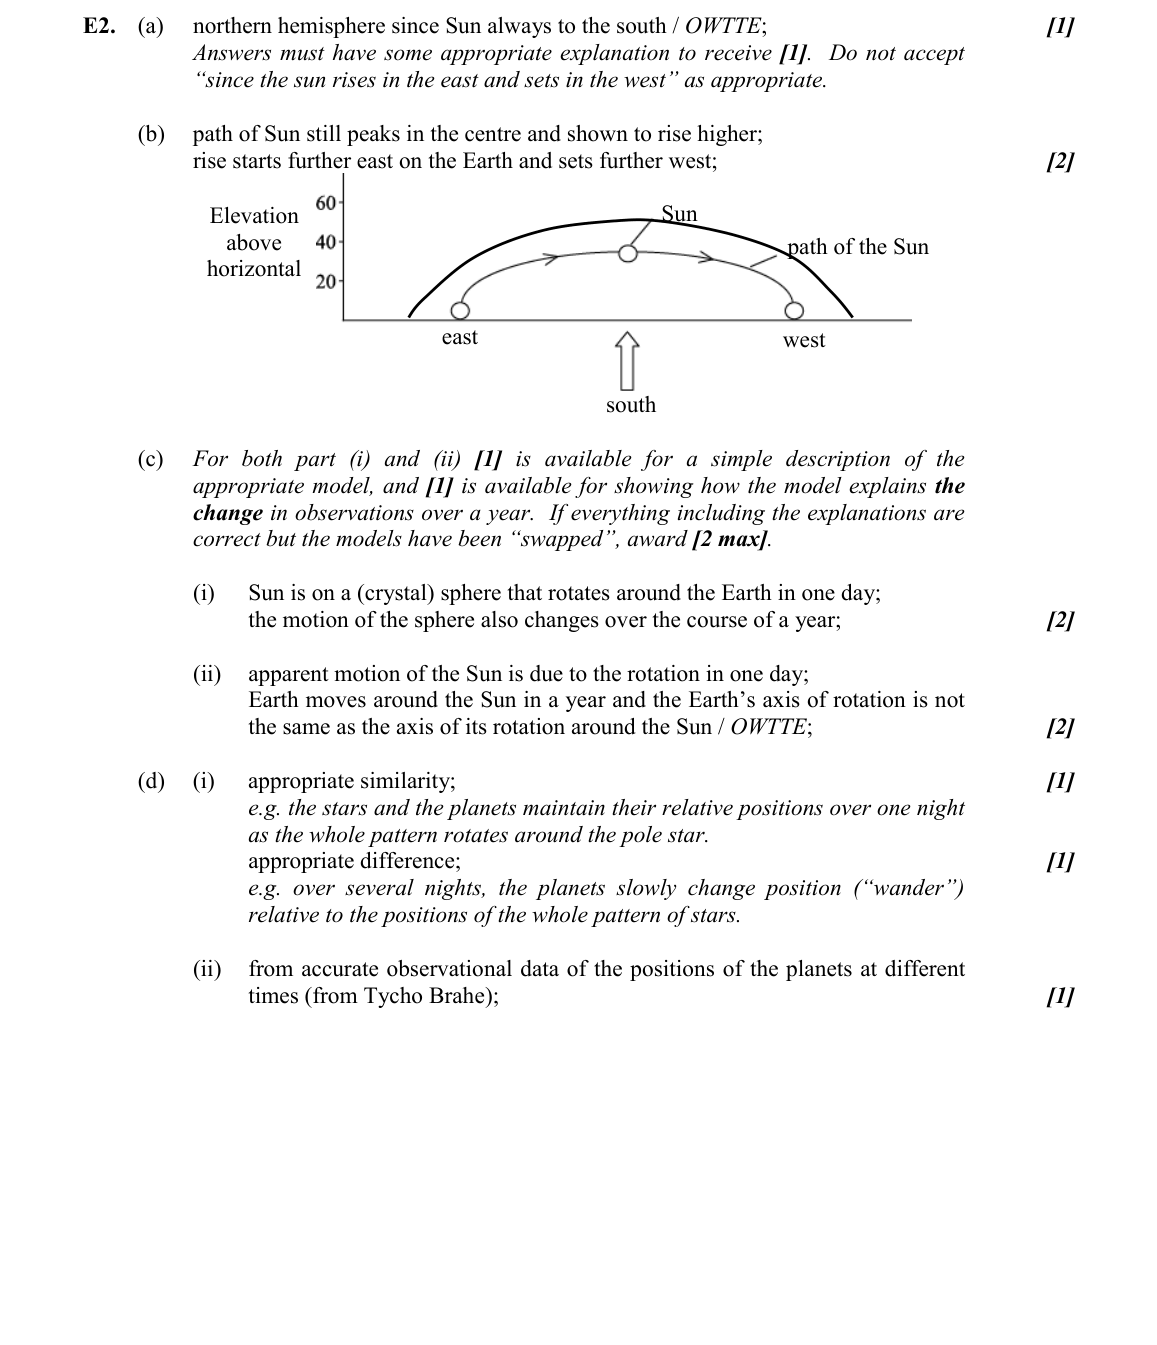 E2. (a) northern hemisphere since Sun always to the south / OWTTE; [1]
Answers must have some appropriate explanation to receive [1]. Do not accept
“since the sun rises in the east and sets in the west” as appropriate.
(b) path of Sun still peaks in the centre and shown to rise higher;
rise starts further east on the Earth and sets further west; [2]
60
Elevation
above
horizontal
40
20
Sun
path of the Sun
east
west
south
(c) For both part (i) and (ii) [1] is available for a simple description of the
appropriate model, and [1] is available for showing how the model explains the
change in observations over a year. If everything including the explanations are
correct but the models have been “swapped”, award [2 max].
(i) Sun is on a (crystal) sphere that rotates around the Earth in one day;
the motion of the sphere also changes over the course of a year; [2]
(ii) apparent motion of the Sun is due to the rotation in one day;
Earth moves around the Sun in a year and the Earth’s axis of rotation is not
the same as the axis of its rotation around the Sun / OWTTE; [2]
(d) (i) appropriate similarity; [1]
e.g. the stars and the planets maintain their relative positions over one night
as the whole pattern rotates around the pole star.
appropriate difference; [1]
e.g. over several nights, the planets slowly change position (“wander”)
relative to the positions of the whole pattern of stars.
(ii) from accurate observational data of the positions of the planets at different
times (from Tycho Brahe); [1]